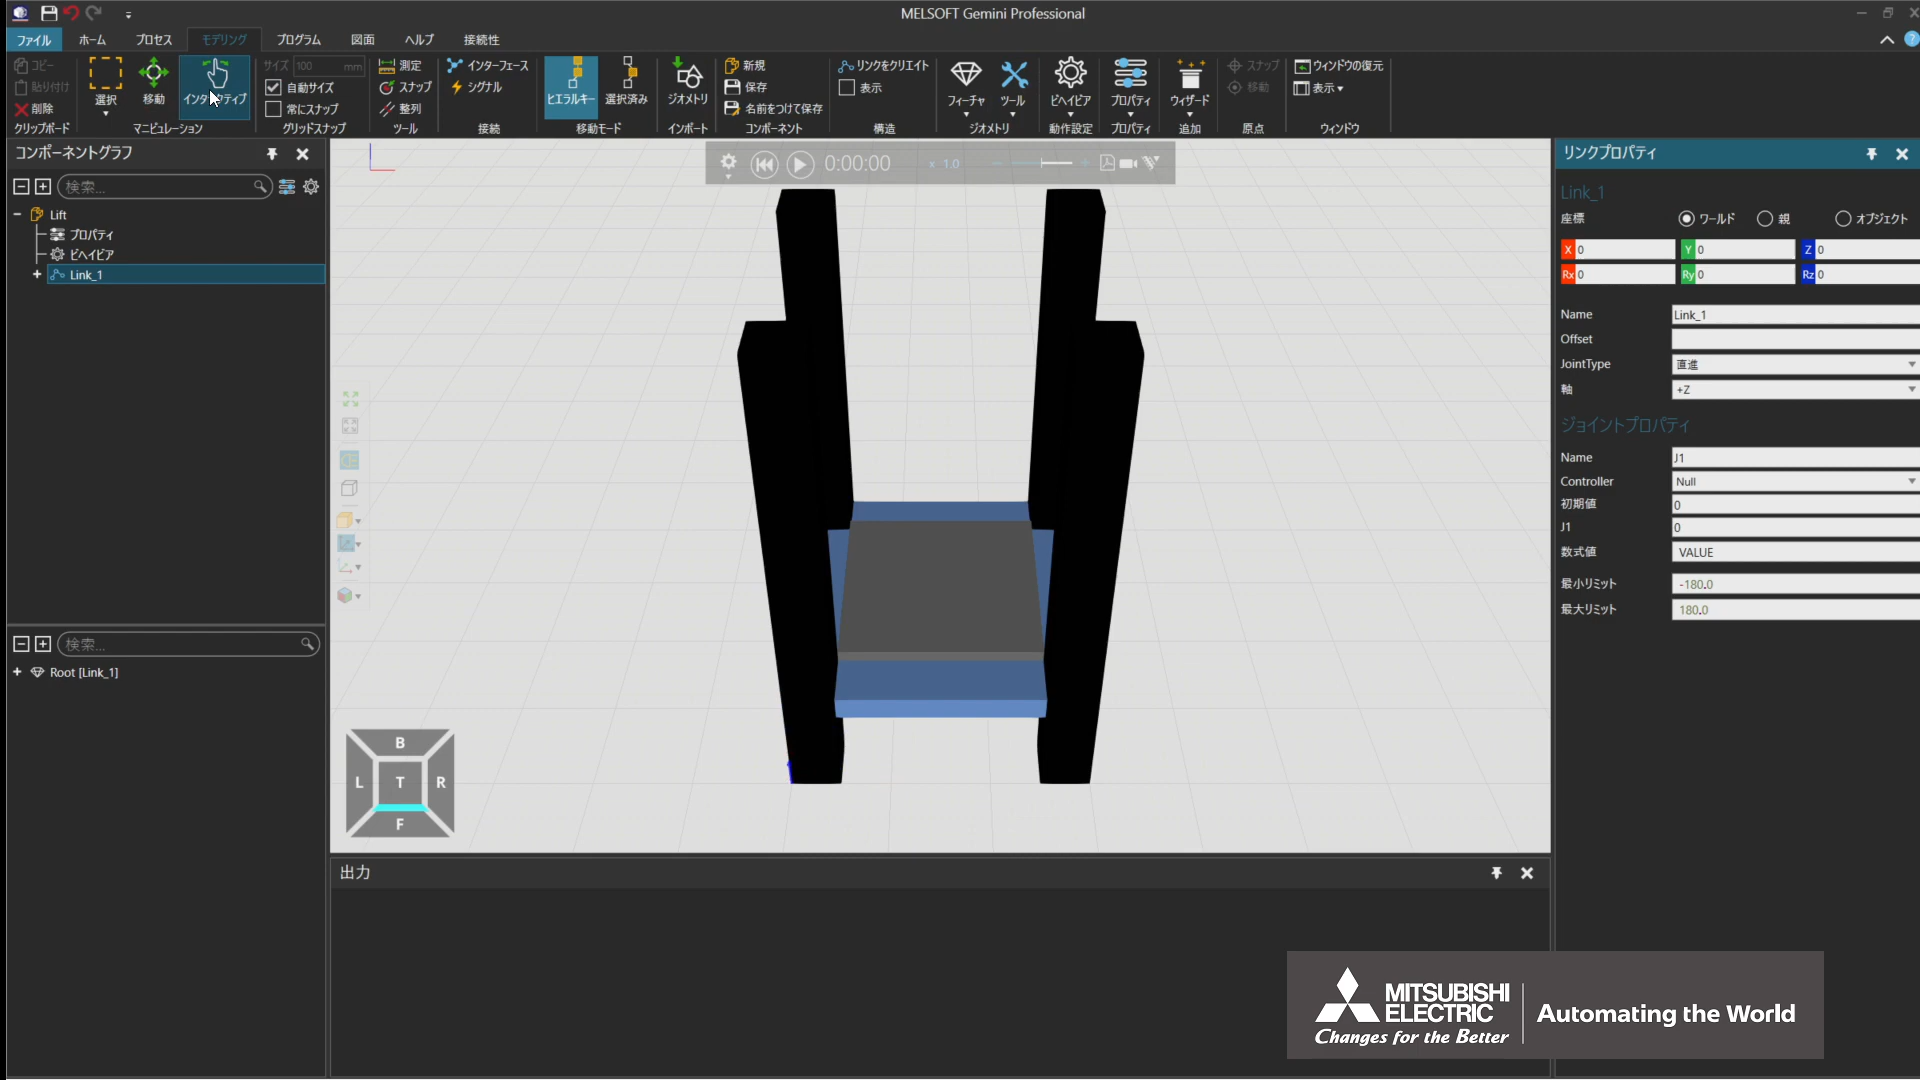 MELSOFT Gemini Professional
ファイル ホーム プロセス モデリング プログラム 図面 ヘルプ 接続性
コピー
貼り付け
削除
クリップボード
選択
移動
インタラクティブ
マニピュレーション
サイズ 100 mm
自動サイズ
常にスナップ
グリッドスナップ
測定
スナップ
整列
ツール
インターフェース
シグナル
接続
ヒエラルキー
選択済み
移動モード
ジオメトリ
インポート
新規
保存
名前をつけて保存
コンポーネント
リンクをクリエイト
表示
構造
フィーチャ
ツール
ジオメトリ
ビヘイビア
動作設定
プロパティ
プロパティ
ウィザード
追加
スナップ
移動
原点
ウィンドウの復元
表示
ウィンドウ
コンポーネントグラフ
検索...
Lift
プロパティ
ビヘイビア
Link_1
検索...
Root [Link_1]
0:00:00 x 1.0
B
L T R
F
出力
リンクプロパティ
Link_1
座標 ワールド 親 オブジェクト
X 0 Y 0 Z 0
Rx 0 Ry 0 Rz 0
Name Link_1
Offset
JointType 直進
軸 +Z
ジョイントプロパティ
Name J1
Controller Null
初期値 0
J1 0
数式値 VALUE
最小リミット -180.0
最大リミット 180.0
MITSUBISHI
ELECTRIC
Changes for the Better
Automating the World